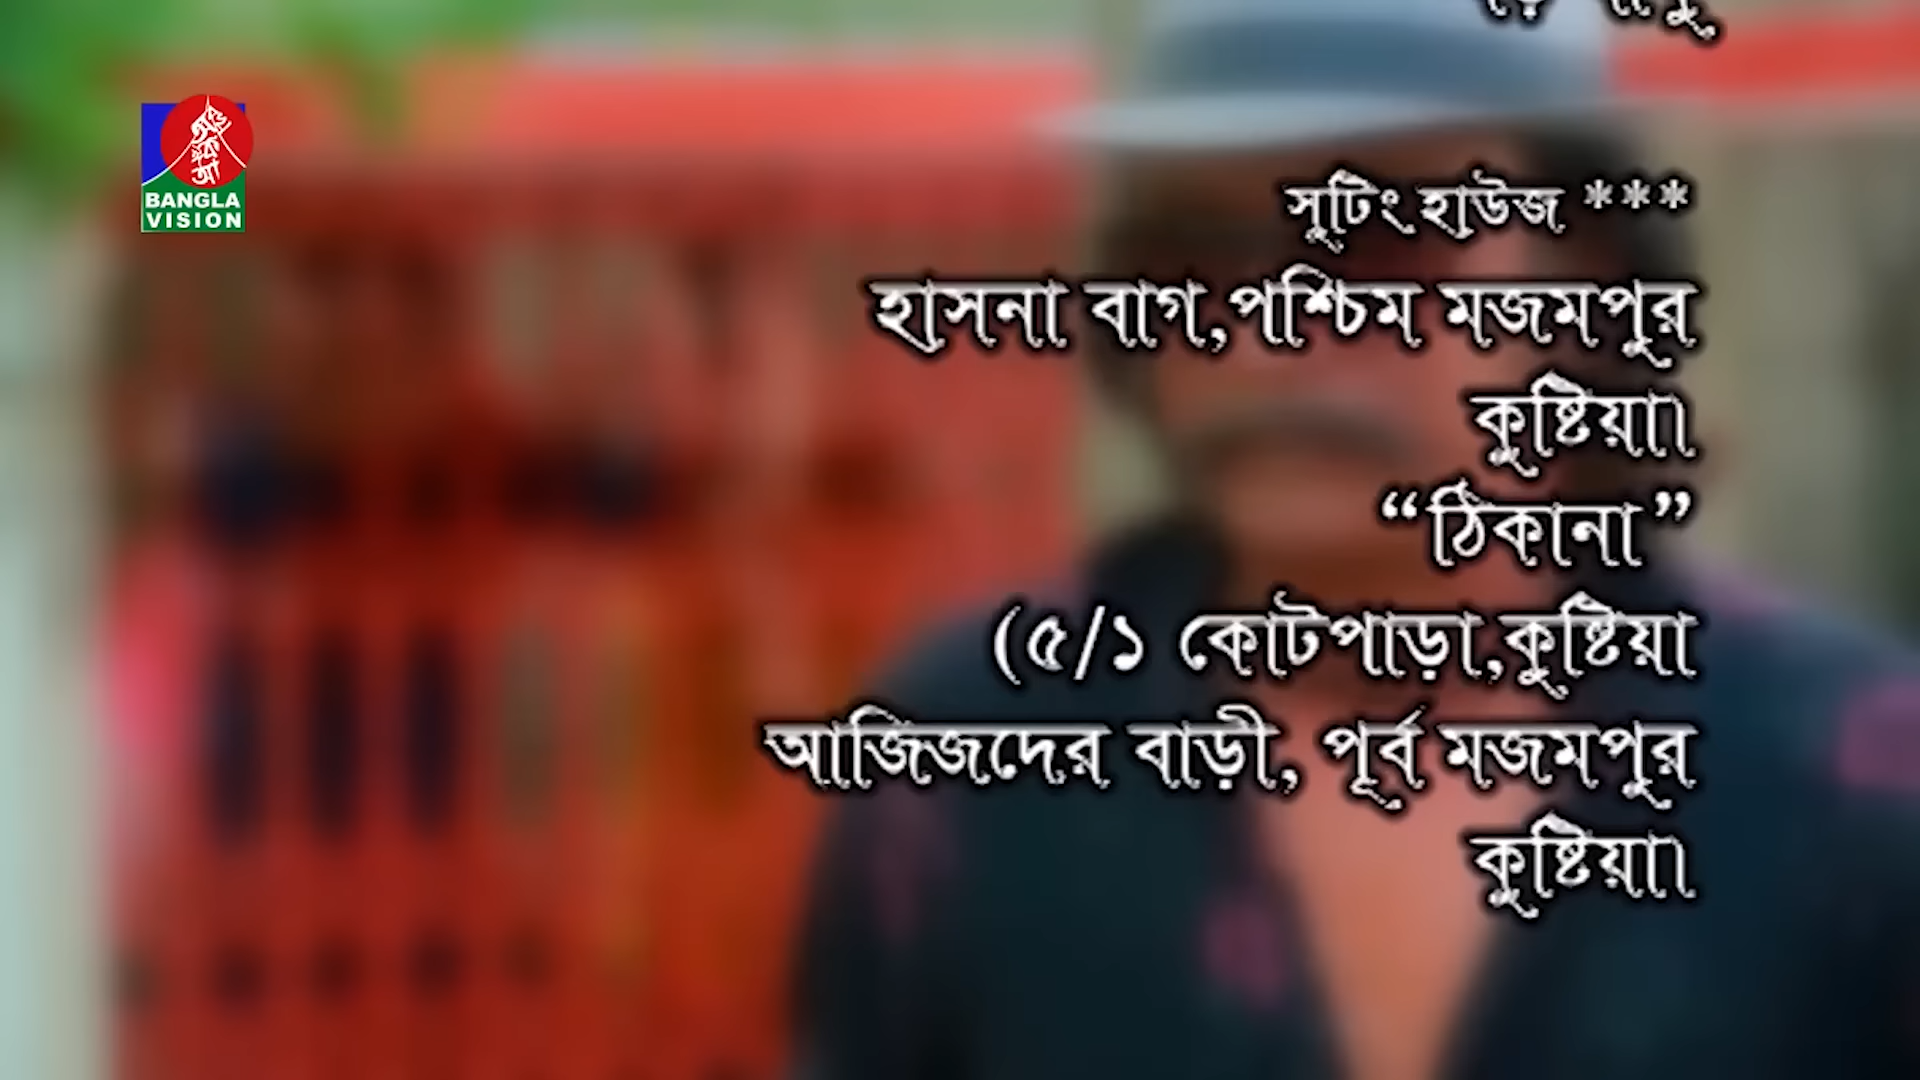 BANGLA
VISION
সুটিং হাউজ ***
হাসনা বাগ,পশ্চিম মজমপুর
কুষ্টিয়া।
“ঠিকানা”
(৫/১ কোটপাড়া,কুষ্টিয়া
আজিজদের বাড়ী, পূর্ব মজমপুর
কুষ্টিয়া।